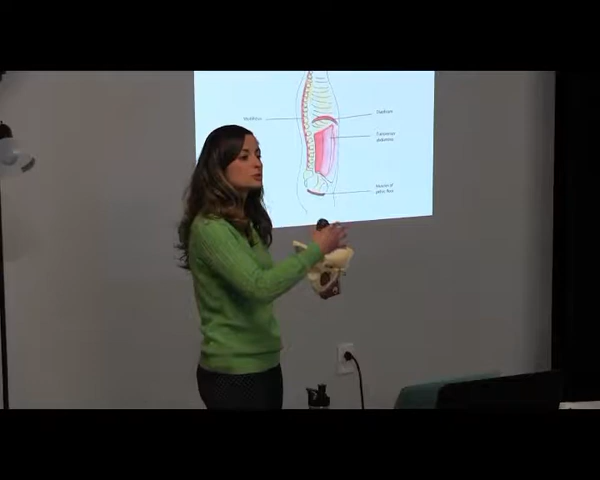 Multifidus
Diaphragm
Transversus
abdominis
Muscles of
pelvic floor